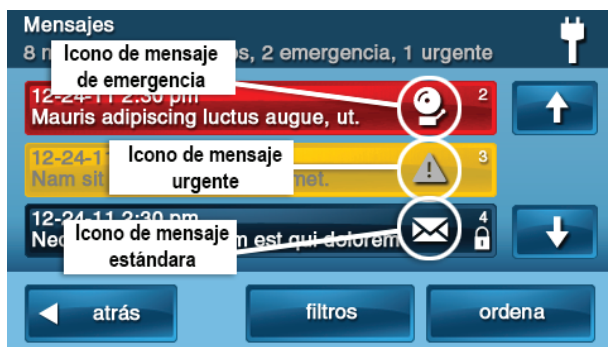 Mensajes
8 m os, 2 emergencia, 1 urgente
Icono de mensaje
de emergencia
12-24-11 2:30 pm 2
Mauris adipiscing luctus augue, ut.
12-24-1 3
Icono de mensaje
urgente
Nam sit met.
12-24-11 2:30 pm 4
Icono de mensaje
estándara
Nec m est qui dolorem
atrás
filtros
ordena